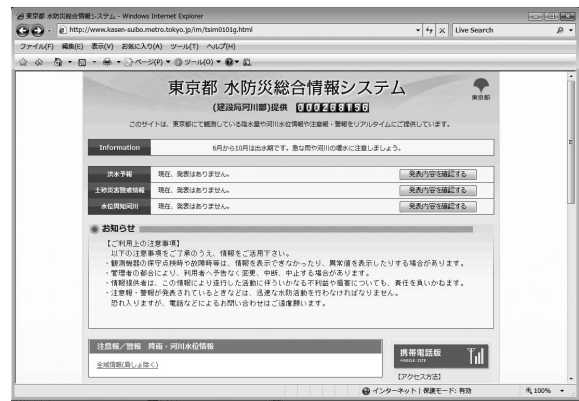 東京都 水防災総合情報システム - Windows Internet Explorer
http://www.kasen-suibo.metro.tokyo.jp/im/tsim0101g.html
Live Search
ファイル(F) 編集(E) 表示(V) お気に入り(A) ツール(T) ヘルプ(H)
ページ(P) ツール(O)
東京都 水防災総合情報システム
(建設局河川部)提供 000268156
東京都
このサイトは、東京都にて観測している降水量や河川水位情報や注意報・警報をリアルタイムにご提供しています。
Information 6月から10月は出水期です。急な雨や河川の増水に注意しましょう。
洪水予報 現在、発表はありません。 発表内容を確認する
土砂災害警戒情報 現在、発表はありません。 発表内容を確認する
水位周知河川 現在、発表はありません。 発表内容を確認する
お知らせ
【ご利用上の注意事項】
以下の注意事項をご了承のうえ、情報をご活用下さい。
・観測機器の保守点検時や故障時等は、情報を表示できなかったり、異常値を表示したりする場合があります。
・管理者の都合により、利用者へ予告なく変更、中断、中止する場合があります。
・情報提供者は、この情報により遂行した活動に伴ういかなる不利益や損害についても、責任を負いかねます。
・注意報・警報が発表されているときなどは、迅速な水防活動を行わなければなりません。
恐れ入りますが、電話などによるお問い合わせはご遠慮願います。
注意報／警報 降雨・河川水位情報
全域情報(島しょ除く)
携帯電話版
MOBILE SITE
【アクセス方法】
インターネット | 保護モード: 有効
100%